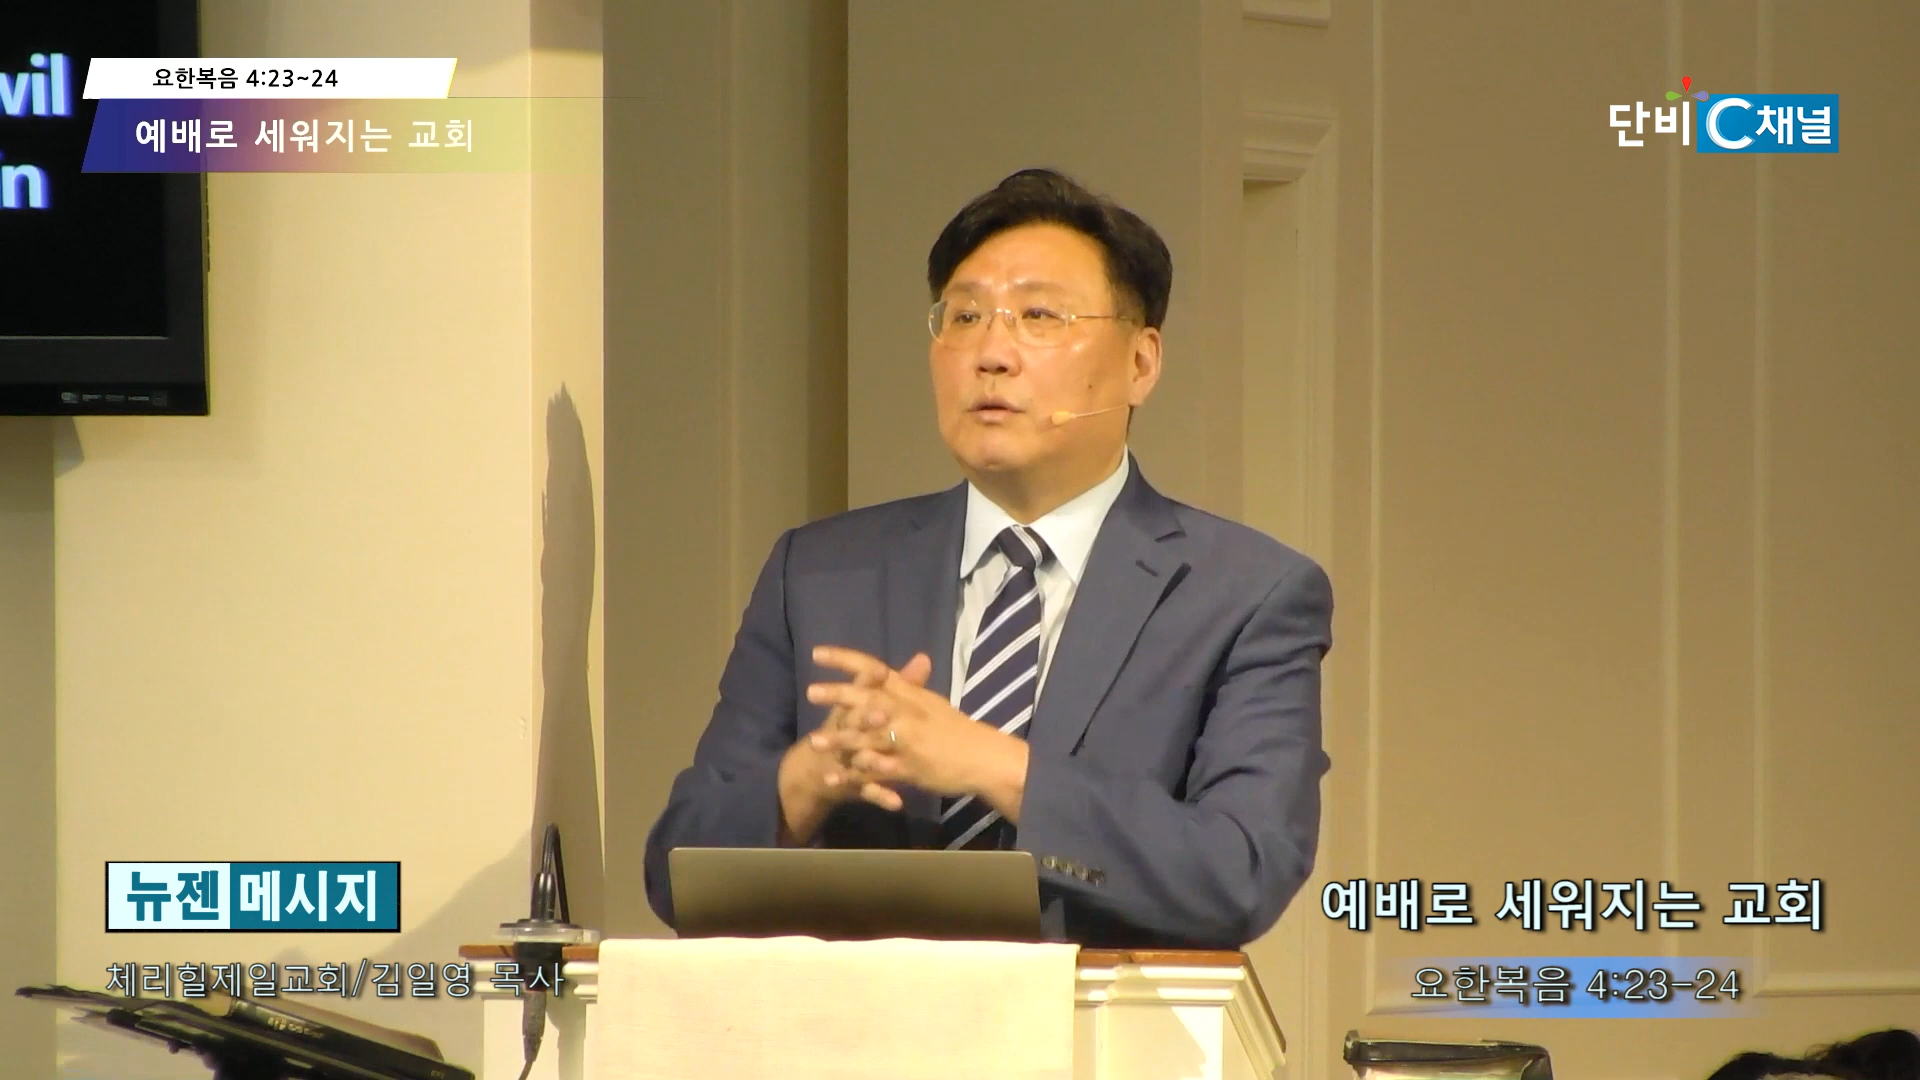 vil
in
요한복음 4:23~24
예배로 세워지는 교회
단비 C채널
뉴젠메시지
체리힐제일교회/김일영 목사
예배로 세워지는 교회
요한복음 4:23-24